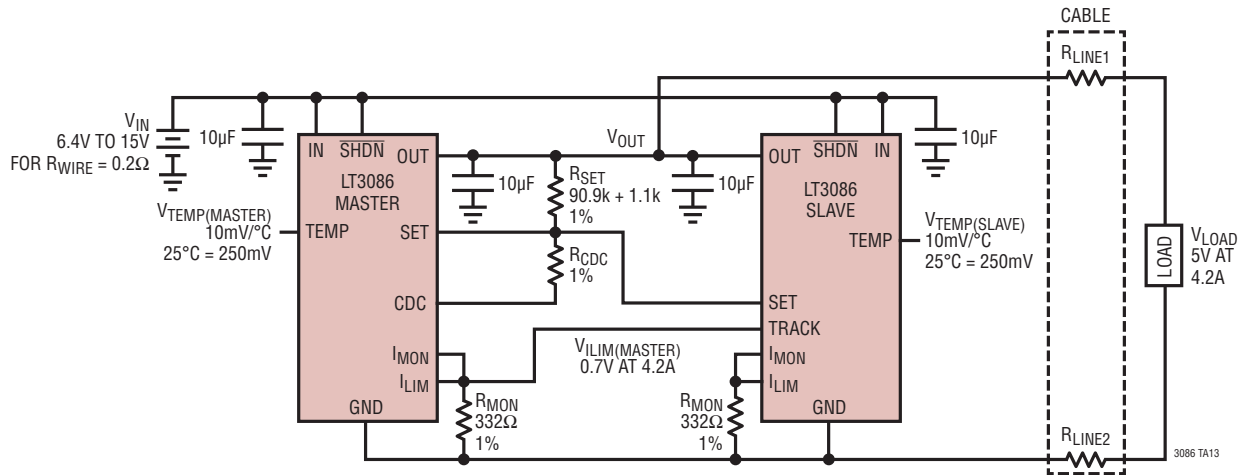 CABLE
RLINE1
VIN
6.4V TO 15V
FOR RWIRE = 0.2Ω
10µF
IN
SHDN
OUT
LT3086
MASTER
10µF
VOUT
RSET
90.9k + 1.1k
1%
10µF
OUT
SHDN
IN
LT3086
SLAVE
10µF
VTEMP(MASTER)
10mV/°C
25°C = 250mV
TEMP
SET
RCDC
1%
CDC
TEMP
VTEMP(SLAVE)
10mV/°C
25°C = 250mV
LOAD
VLOAD
5V AT
4.2A
SET
TRACK
VILIM(MASTER)
0.7V AT 4.2A
IMON
ILIM
GND
RMON
332Ω
1%
IMON
ILIM
GND
RMON
332Ω
1%
RLINE2
3086 TA13